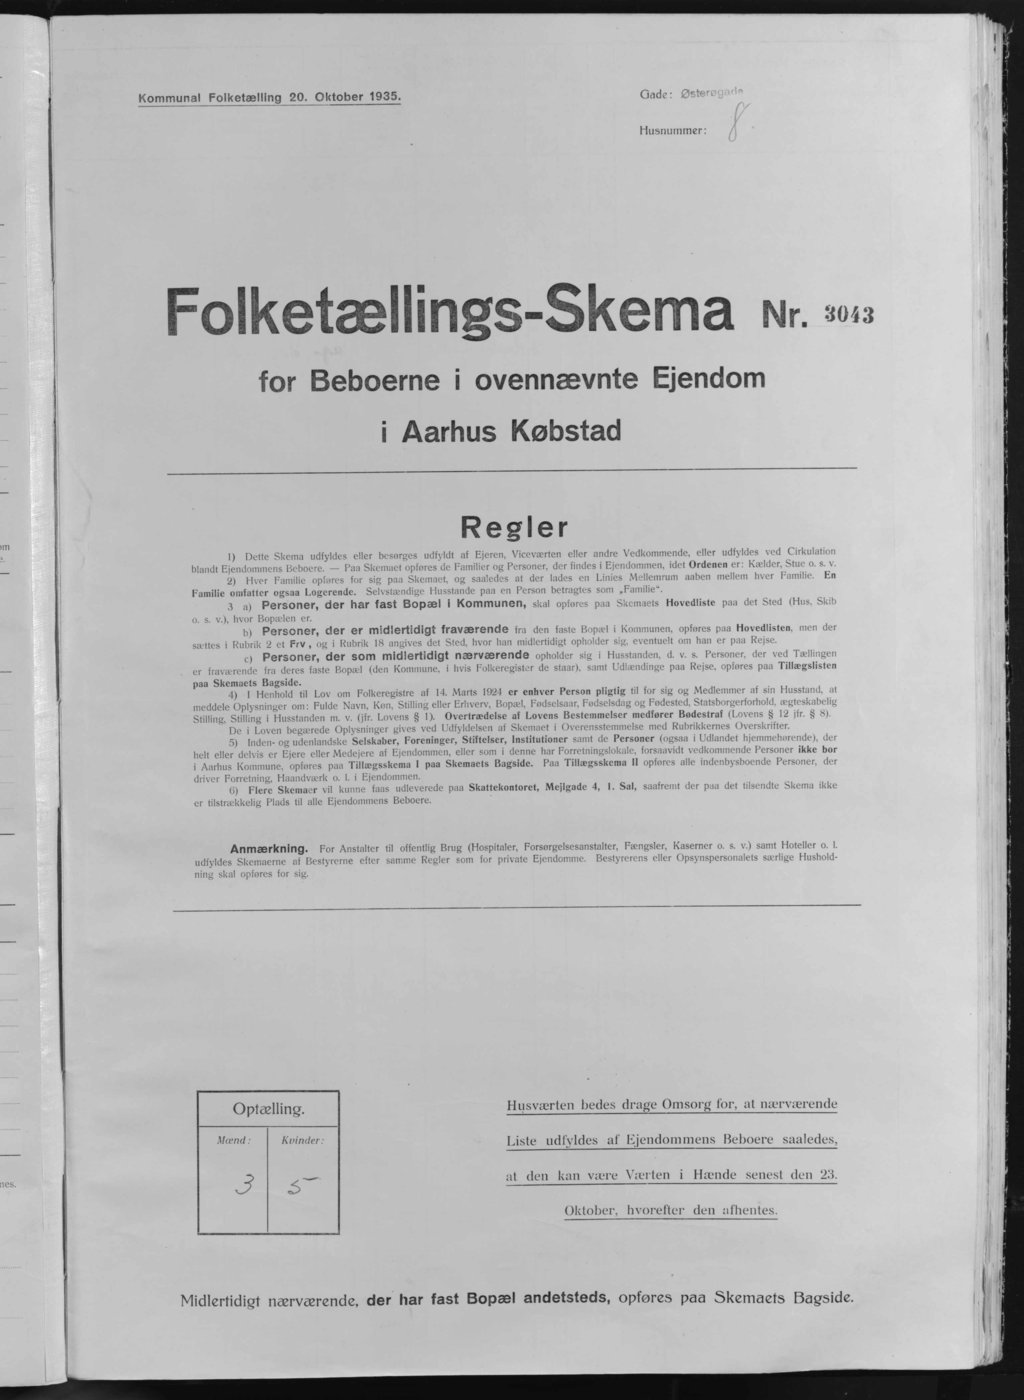 Kommunal Folketælling 20. Oktober 1935.
Gade: Østergade
Husnummer: 8
Folketællings-Skema Nr. 3043
for Beboerne i ovennævnte Ejendom
i Aarhus Købstad
Regler
1) Dette Skema udfyldes eller besørges udfyldt af Ejeren, Viceværten eller andre Vedkommende, eller udfyldes ved Cirkulation
blandt Ejendommens Beboere. — Paa Skemaet opføres de Familier og Personer, der findes i Ejendommen, idet Ordenen er: Kælder, Stue o. s. v.
2) Hver Familie opføres for sig paa Skemaet, og saaledes at der lades en Linies Mellemrum aaben mellem hver Familie. En
Familie omfatter ogsaa Logerende. Selvstændige Husstande paa en Person betragtes som „Familie“.
3 a) Personer, der har fast Bopæl i Kommunen, skal opføres paa Skemaets Hovedliste paa det Sted (Hus, Skib
o. s. v.), hvor Bopælen er.
b) Personer, der er midlertidigt fraværende fra den faste Bopæl i Kommunen, opføres paa Hovedlisten, men der
sættes i Rubrik 2 et Frv, og i Rubrik 18 angives det Sted, hvor han midlertidigt opholder sig, eventuelt om han er paa Rejse.
c) Personer, der som midlertidigt nærværende opholder sig i Husstanden, d. v. s. Personer, der ved Tællingen
er fraværende fra deres faste Bopæl (den Kommune, i hvis Folkeregister de staar), samt Udlændinge paa Rejse, opføres paa Tillægslisten
paa Skemaets Bagside.
4) I Henhold til Lov om Folkeregistre af 14. Marts 1924 er enhver Person pligtig til for sig og Medlemmer af sin Husstand, at
meddele Oplysninger om: Fulde Navn, Køn, Stilling eller Erhverv, Bopæl, Fødselsaar, Fødselsdag og Fødested, Statsborgerforhold, ægteskabelig
Stilling, Stilling i Husstanden m. v. (jfr. Lovens § 1). Overtrædelse af Lovens Bestemmelser medfører Bødestraf (Lovens § 12 jfr. § 8).
De i Loven begærede Oplysninger gives ved Udfyldelsen af Skemaet i Overensstemmelse med Rubrikkernes Overskrifter.
5) Inden- og udenlandske Selskaber, Foreninger, Stiftelser, Institutioner samt de Personer (ogsaa i Udlandet hjemmehørende), der
helt eller delvis er Ejere eller Medejere af Ejendommen, eller som i denne har Forretningslokale, forsaavidt vedkommende Personer ikke bor
i Aarhus Kommune, opføres paa Tillægsskema I paa Skemaets Bagside. Paa Tillægsskema II opføres alle indenbysboende Personer, der
driver Forretning, Haandværk o. l. i Ejendommen.
6) Flere Skemaer vil kunne faas udleverede paa Skattekontoret, Mejlgade 4, 1. Sal, saafremt der paa det tilsendte Skema ikke
er tilstrækkelig Plads til alle Ejendommens Beboere.
Anmærkning. For Anstalter til offentlig Brug (Hospitaler, Forsørgelsesanstalter, Fængsler, Kaserner o. s. v.) samt Hoteller o. l.
udfyldes Skemaerne af Bestyrerne efter samme Regler som for private Ejendomme. Bestyrerens eller Opsynspersonalets særlige Hushold-
ning skal opføres for sig.
Optælling.
Mænd: Kvinder:
3 5
Husværten bedes drage Omsorg for, at nærværende
Liste udfyldes af Ejendommens Beboere saaledes,
at den kan være Værten i Hænde senest den 23.
Oktober, hvorefter den afhentes.
Midlertidigt nærværende, der har fast Bopæl andetsteds, opføres paa Skemaets Bagside.